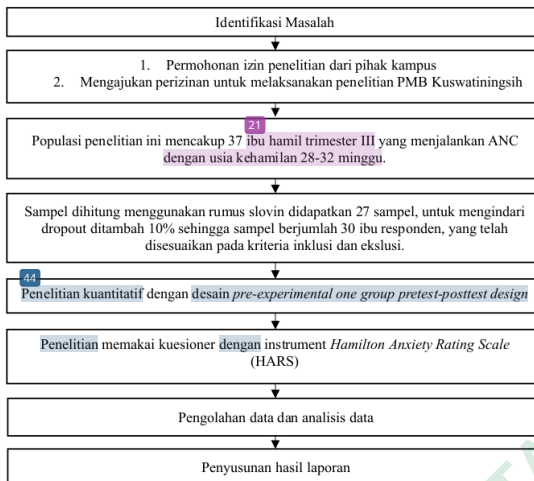 Identifikasi Masalah
1. Permohonan izin penelitian dari pihak kampus
2. Mengajukan perizinan untuk melaksanakan penelitian PMB Kuswatiningsih
21
Populasi penelitian ini mencakup 37 ibu hamil trimester III yang menjalankan ANC
dengan usia kehamilan 28-32 minggu.
Sampel dihitung menggunakan rumus slovin didapatkan 27 sampel, untuk mengindari
dropout ditambah 10% sehingga sampel berjumlah 30 ibu responden, yang telah
disesuaikan pada kriteria inklusi dan ekslusi.
44
Penelitian kuantitatif dengan desain pre-experimental one group pretest-posttest design
Penelitian memakai kuesioner dengan instrument Hamilton Anxiety Rating Scale
(HARS)
Pengolahan data dan analisis data
Penyusunan hasil laporan